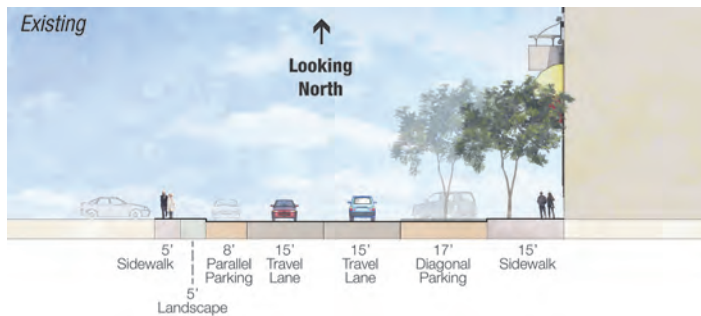 Existing
Looking
North
5’ 8’ 15’ 15’ 17’ 15’
Sidewalk Parallel Travel Travel Diagonal Sidewalk
Parking Lane Lane Parking
5’
Landscape